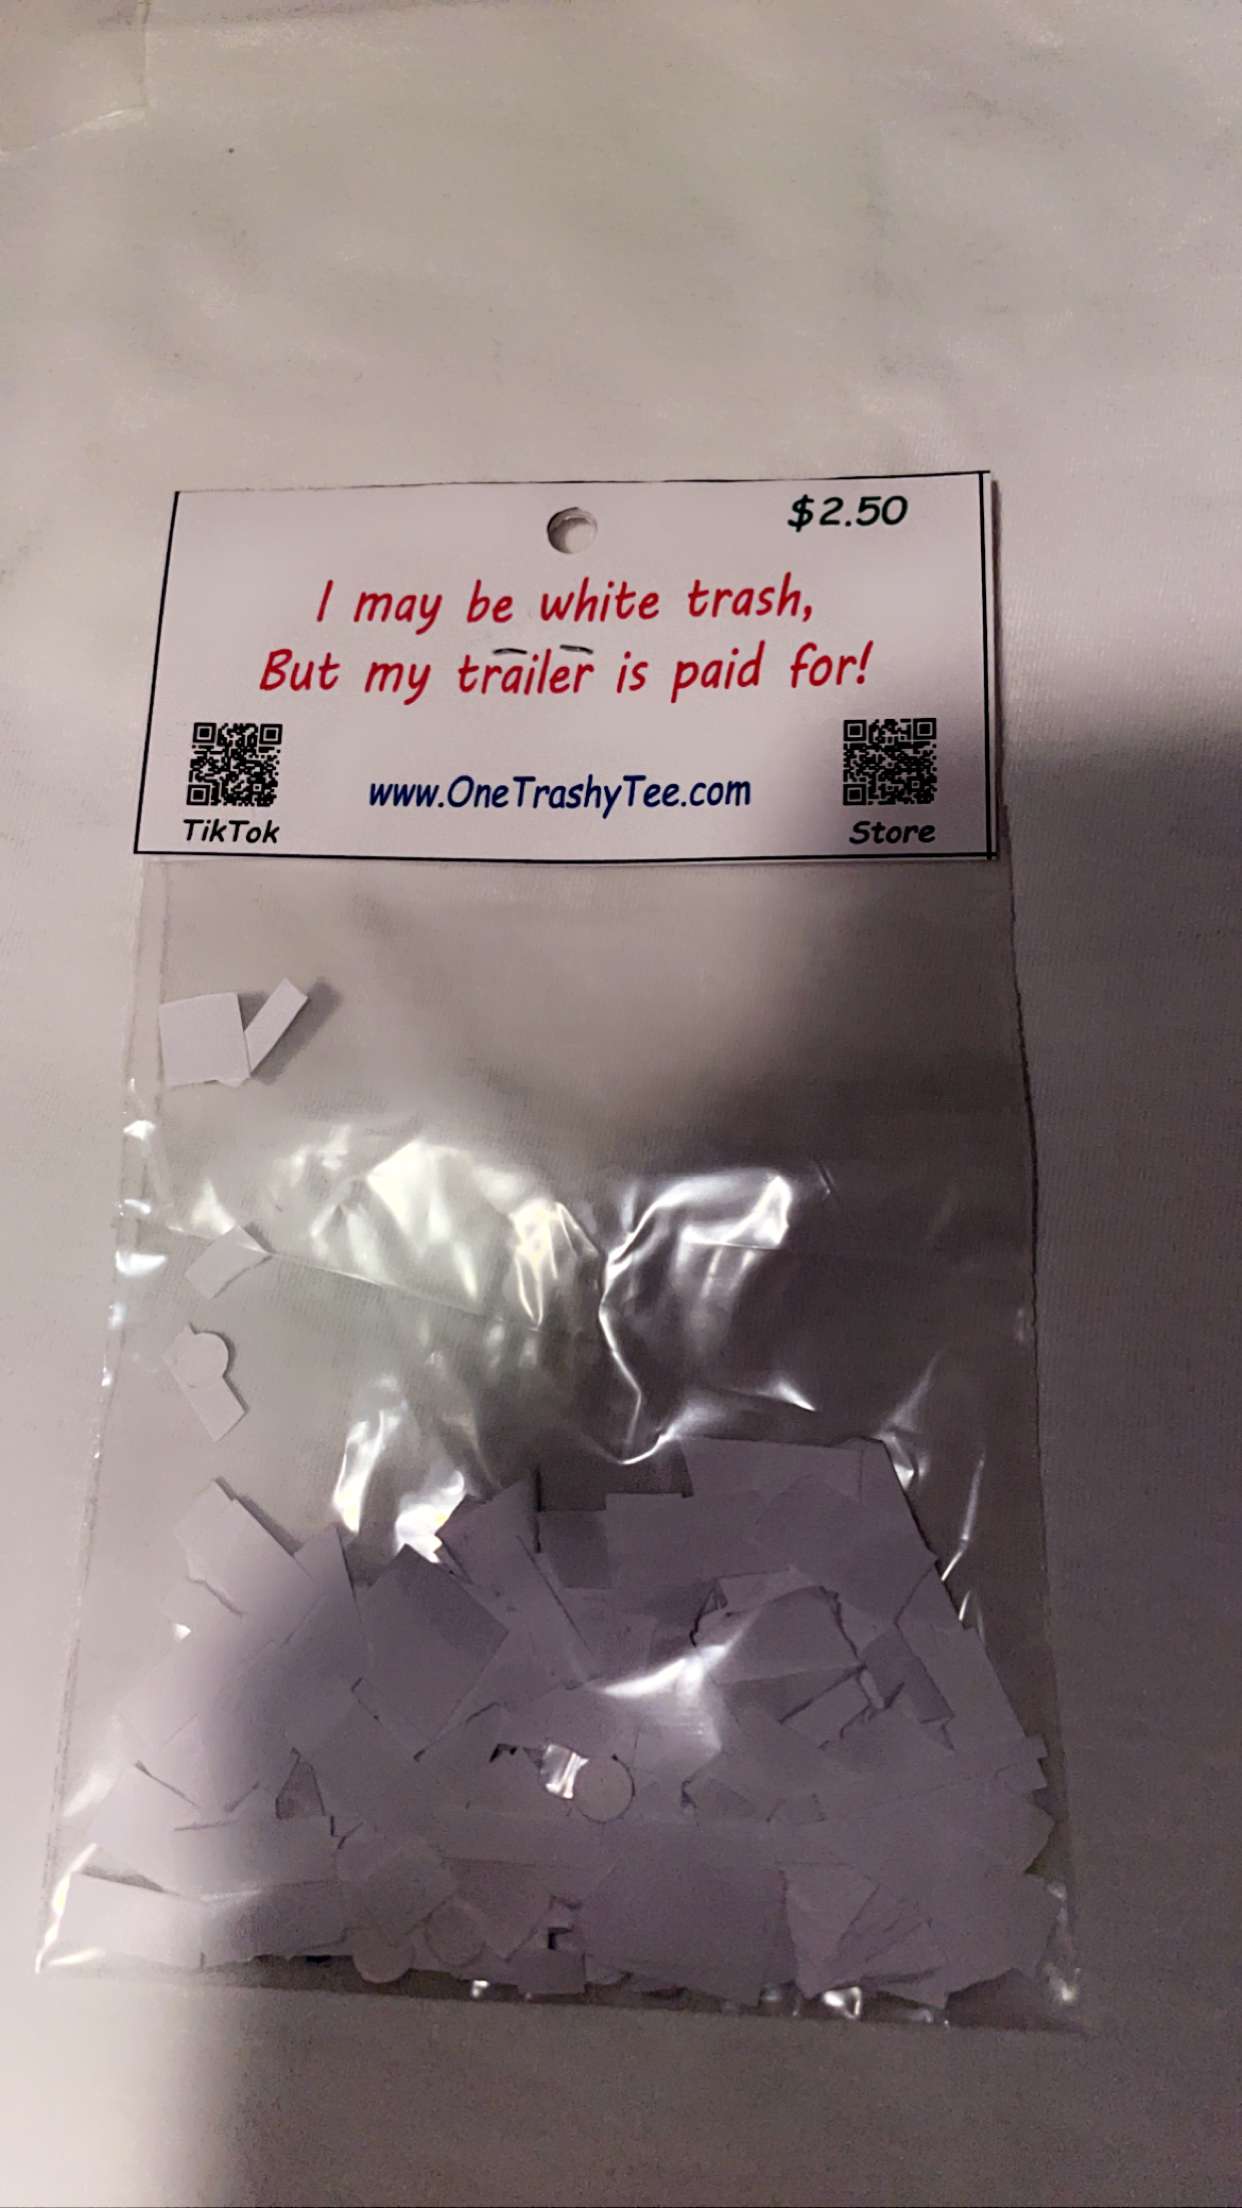 $2.50
I may be white trash,
But my trailer is paid for!
www.OneTrashyTee.com
TikTok
Store